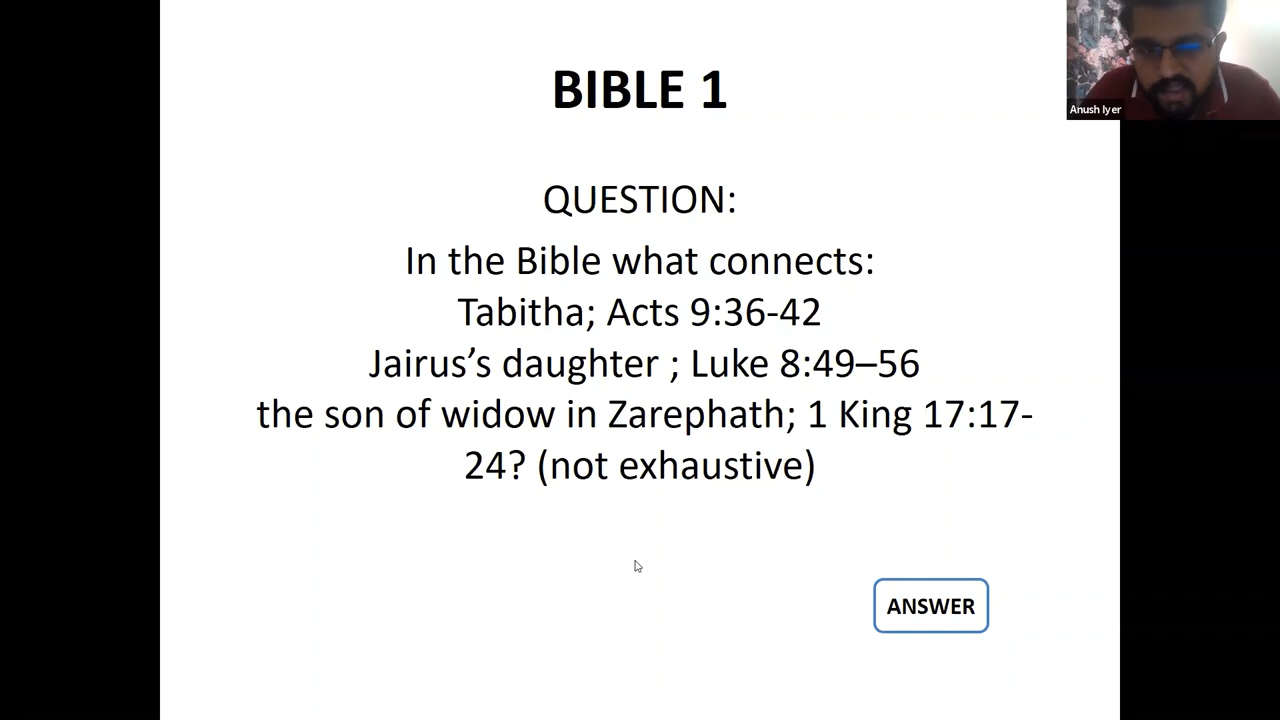 BIBLE 1
Anush Iyer
QUESTION:
In the Bible what connects:
Tabitha; Acts 9:36-42
Jairus’s daughter ; Luke 8:49–56
the son of widow in Zarephath; 1 King 17:17-
24? (not exhaustive)
ANSWER